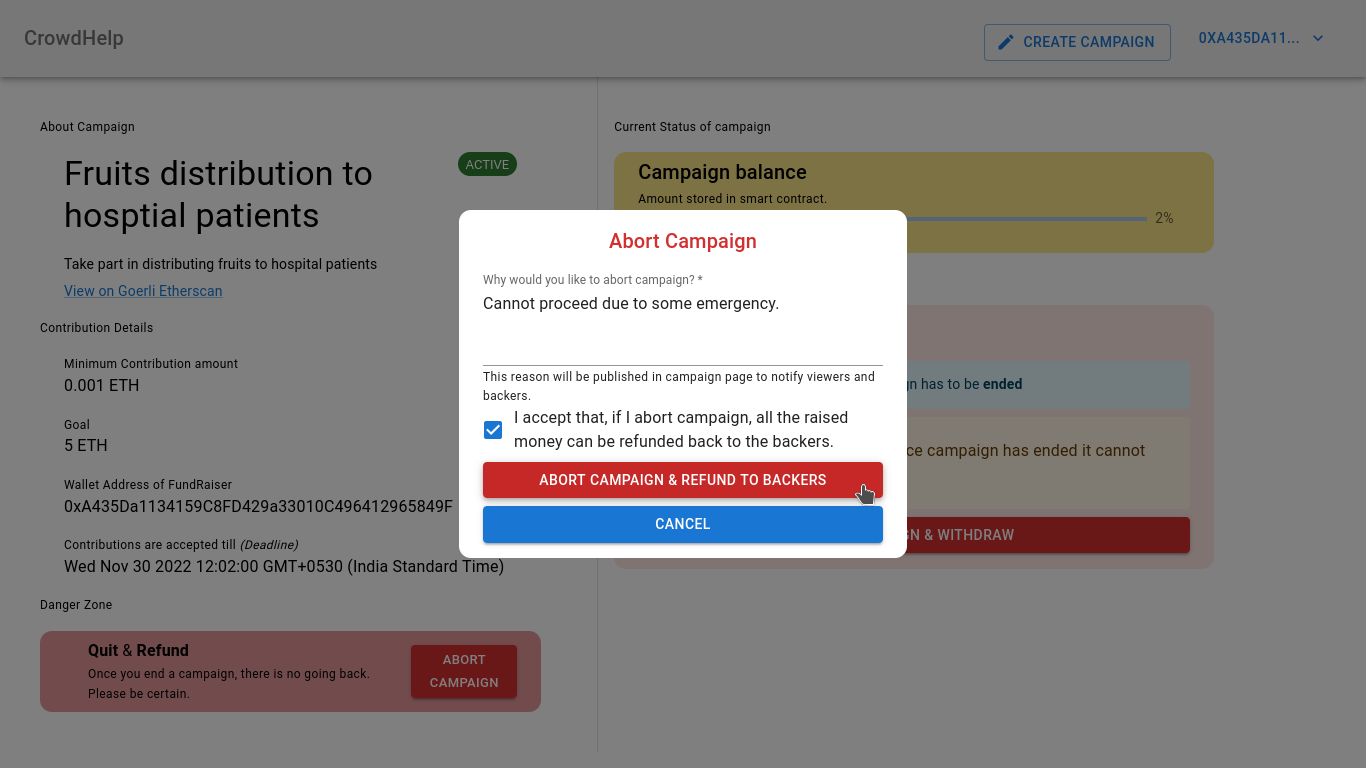 CrowdHelp
CREATE CAMPAIGN
0XA435DA11...
About Campaign
Fruits distribution to
hosptial patients
ACTIVE
Take part in distributing fruits to hospital patients
View on Goerli Etherscan
Contribution Details
Minimum Contribution amount
0.001 ETH
Goal
5 ETH
Wallet Address of FundRaiser
0xA435Da1134159C8FD429a33010C496412965849F
Contributions are accepted till (Deadline)
Wed Nov 30 2022 12:02:00 GMT+0530 (India Standard Time)
Danger Zone
Quit & Refund
Once you end a campaign, there is no going back.
Please be certain.
ABORT
CAMPAIGN
Current Status of campaign
Campaign balance
Amount stored in smart contract.
2%
has to be ended
campaign has ended it cannot
& WITHDRAW
Abort Campaign
Why would you like to abort campaign? *
Cannot proceed due to some emergency.
This reason will be published in campaign page to notify viewers and
backers.
I accept that, if I abort campaign, all the raised
money can be refunded back to the backers.
ABORT CAMPAIGN & REFUND TO BACKERS
CANCEL